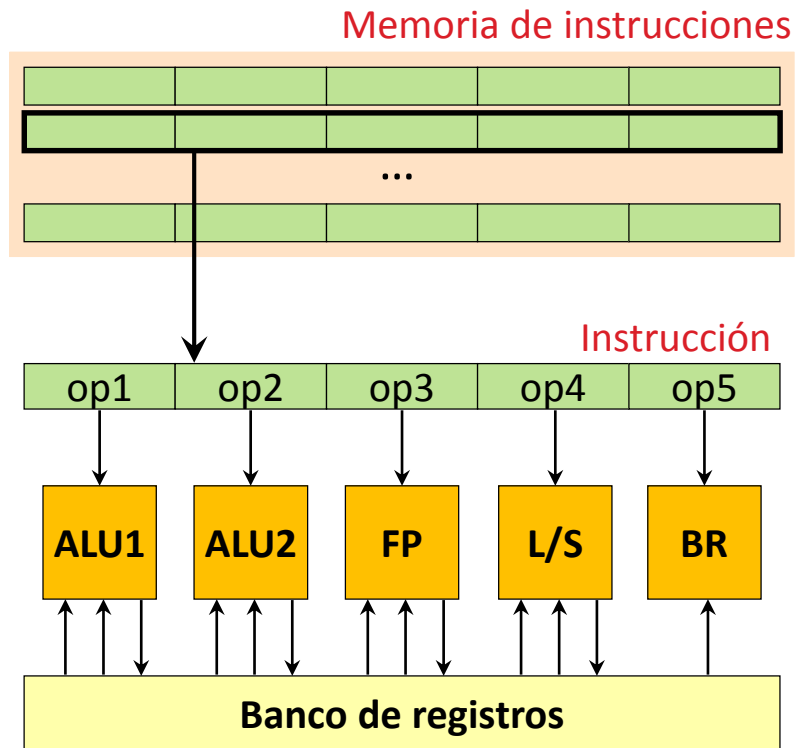 Memoria de instrucciones
...
Instrucción
op1 op2 op3 op4 op5
ALU1 ALU2 FP L/S BR
Banco de registros